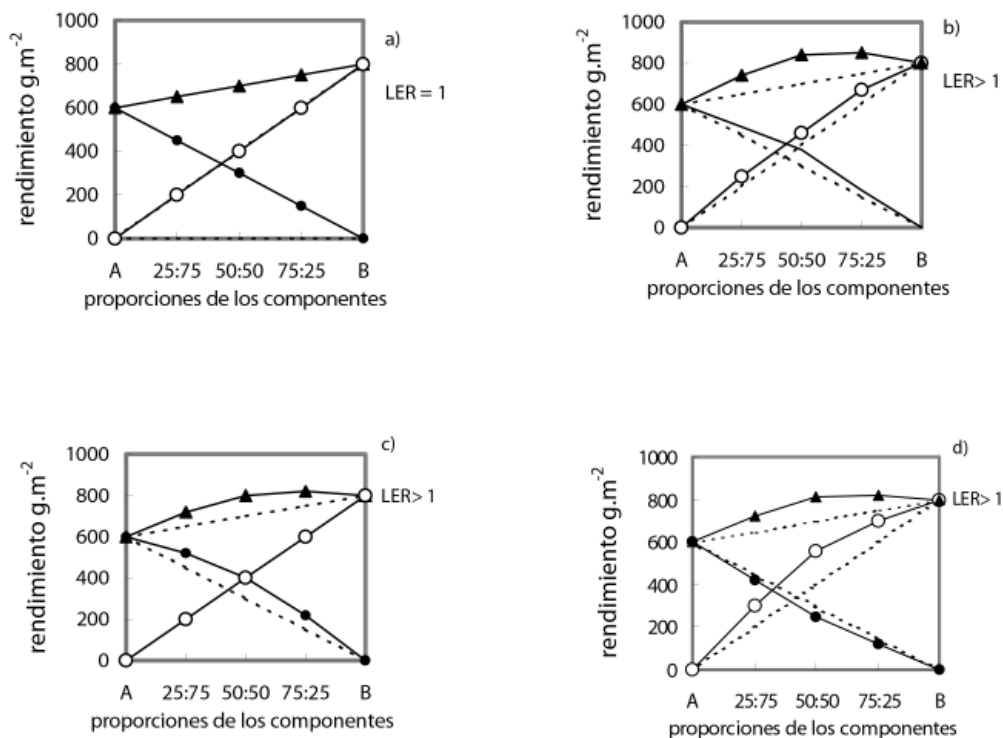 a)
1000
800
600
400
200
0
rendimiento g.m⁻²
LER = 1
A 25:75 50:50 75:25 B
proporciones de los componentes
b)
1000
800
600
400
200
0
rendimiento g.m⁻²
LER> 1
A 25:75 50:50 75:25 B
proporciones de los componentes
c)
1000
800
600
400
200
0
rendimiento g.m⁻²
LER> 1
A 25:75 50:50 75:25 B
proporciones de los componentes
d)
1000
800
600
400
200
0
rendimiento g.m⁻²
LER> 1
A 25:75 50:50 75:25 B
proporciones de los componentes